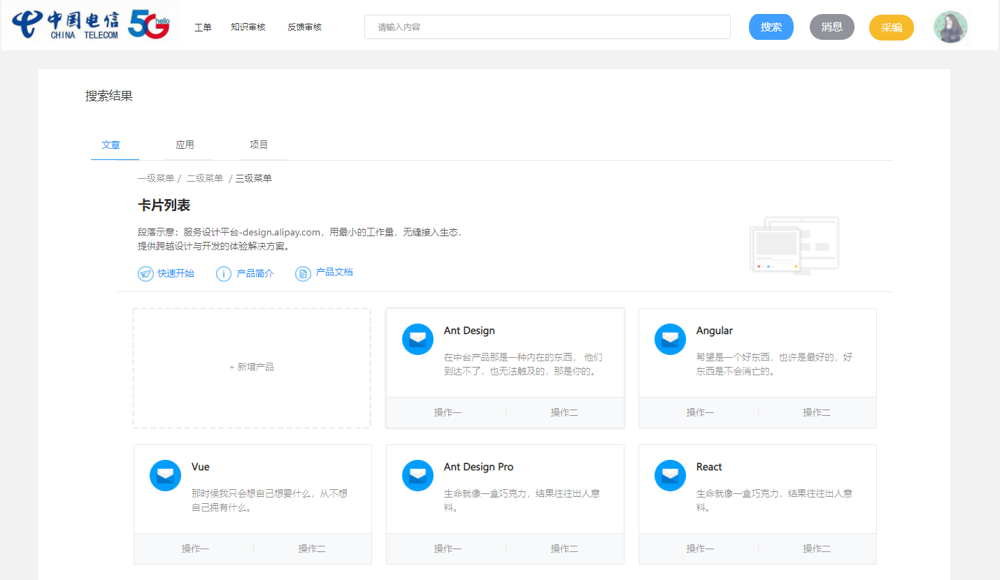 中国电信
CHINA TELECOM
5G
hello
工单
知识审核
反馈审核
请输入内容
搜索
消息
采编
搜索结果
文章
应用
项目
一级菜单 / 二级菜单 / 三级菜单
卡片列表
段落示意：服务设计平台-design.alipay.com，用最小的工作量，无缝接入生态，
提供跨越设计与开发的体验解决方案。
快速开始
产品简介
产品文档
+ 新增产品
Ant Design
在中台产品那是一种内在的东西， 他们
到达不了，也无法触及的，那是你的。
操作一
操作二
Angular
希望是一个好东西，也许是最好的，好
东西是不会消亡的。
操作一
操作二
Vue
那时候我只会想自己想要什么，从不想
自己拥有什么。
操作一
操作二
Ant Design Pro
生命就像一盒巧克力，结果往往出人意
料。
操作一
操作二
React
生命就像一盒巧克力，结果往往出人意
料。
操作一
操作二